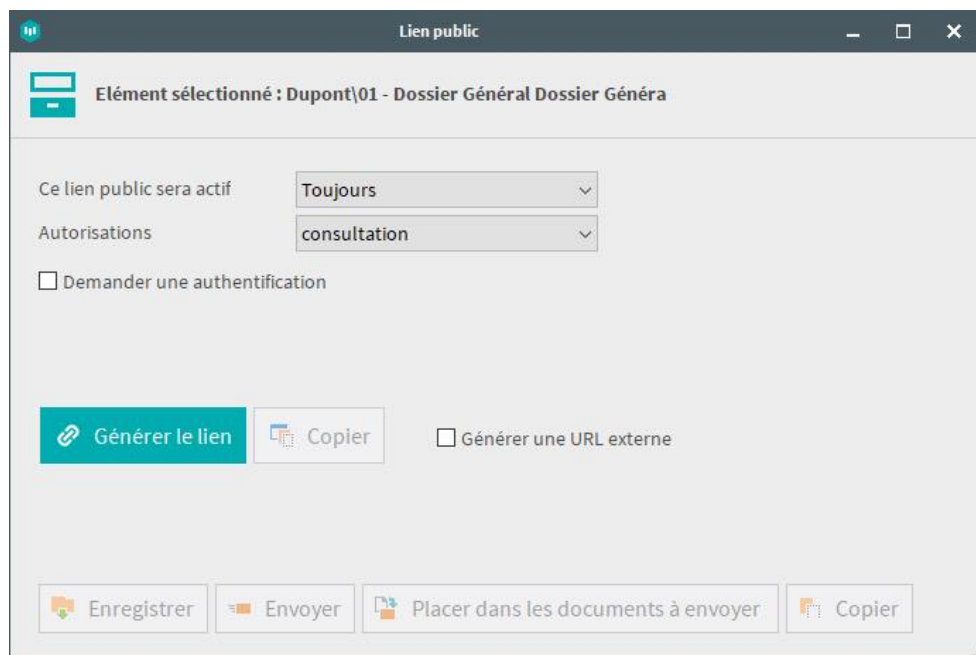 Lien public
Elément sélectionné : Dupont\01 - Dossier Général Dossier Généra
Ce lien public sera actif Toujours
Autorisations consultation
Demander une authentification
Générer le lien Copier Générer une URL externe
Enregistrer Envoyer Placer dans les documents à envoyer Copier